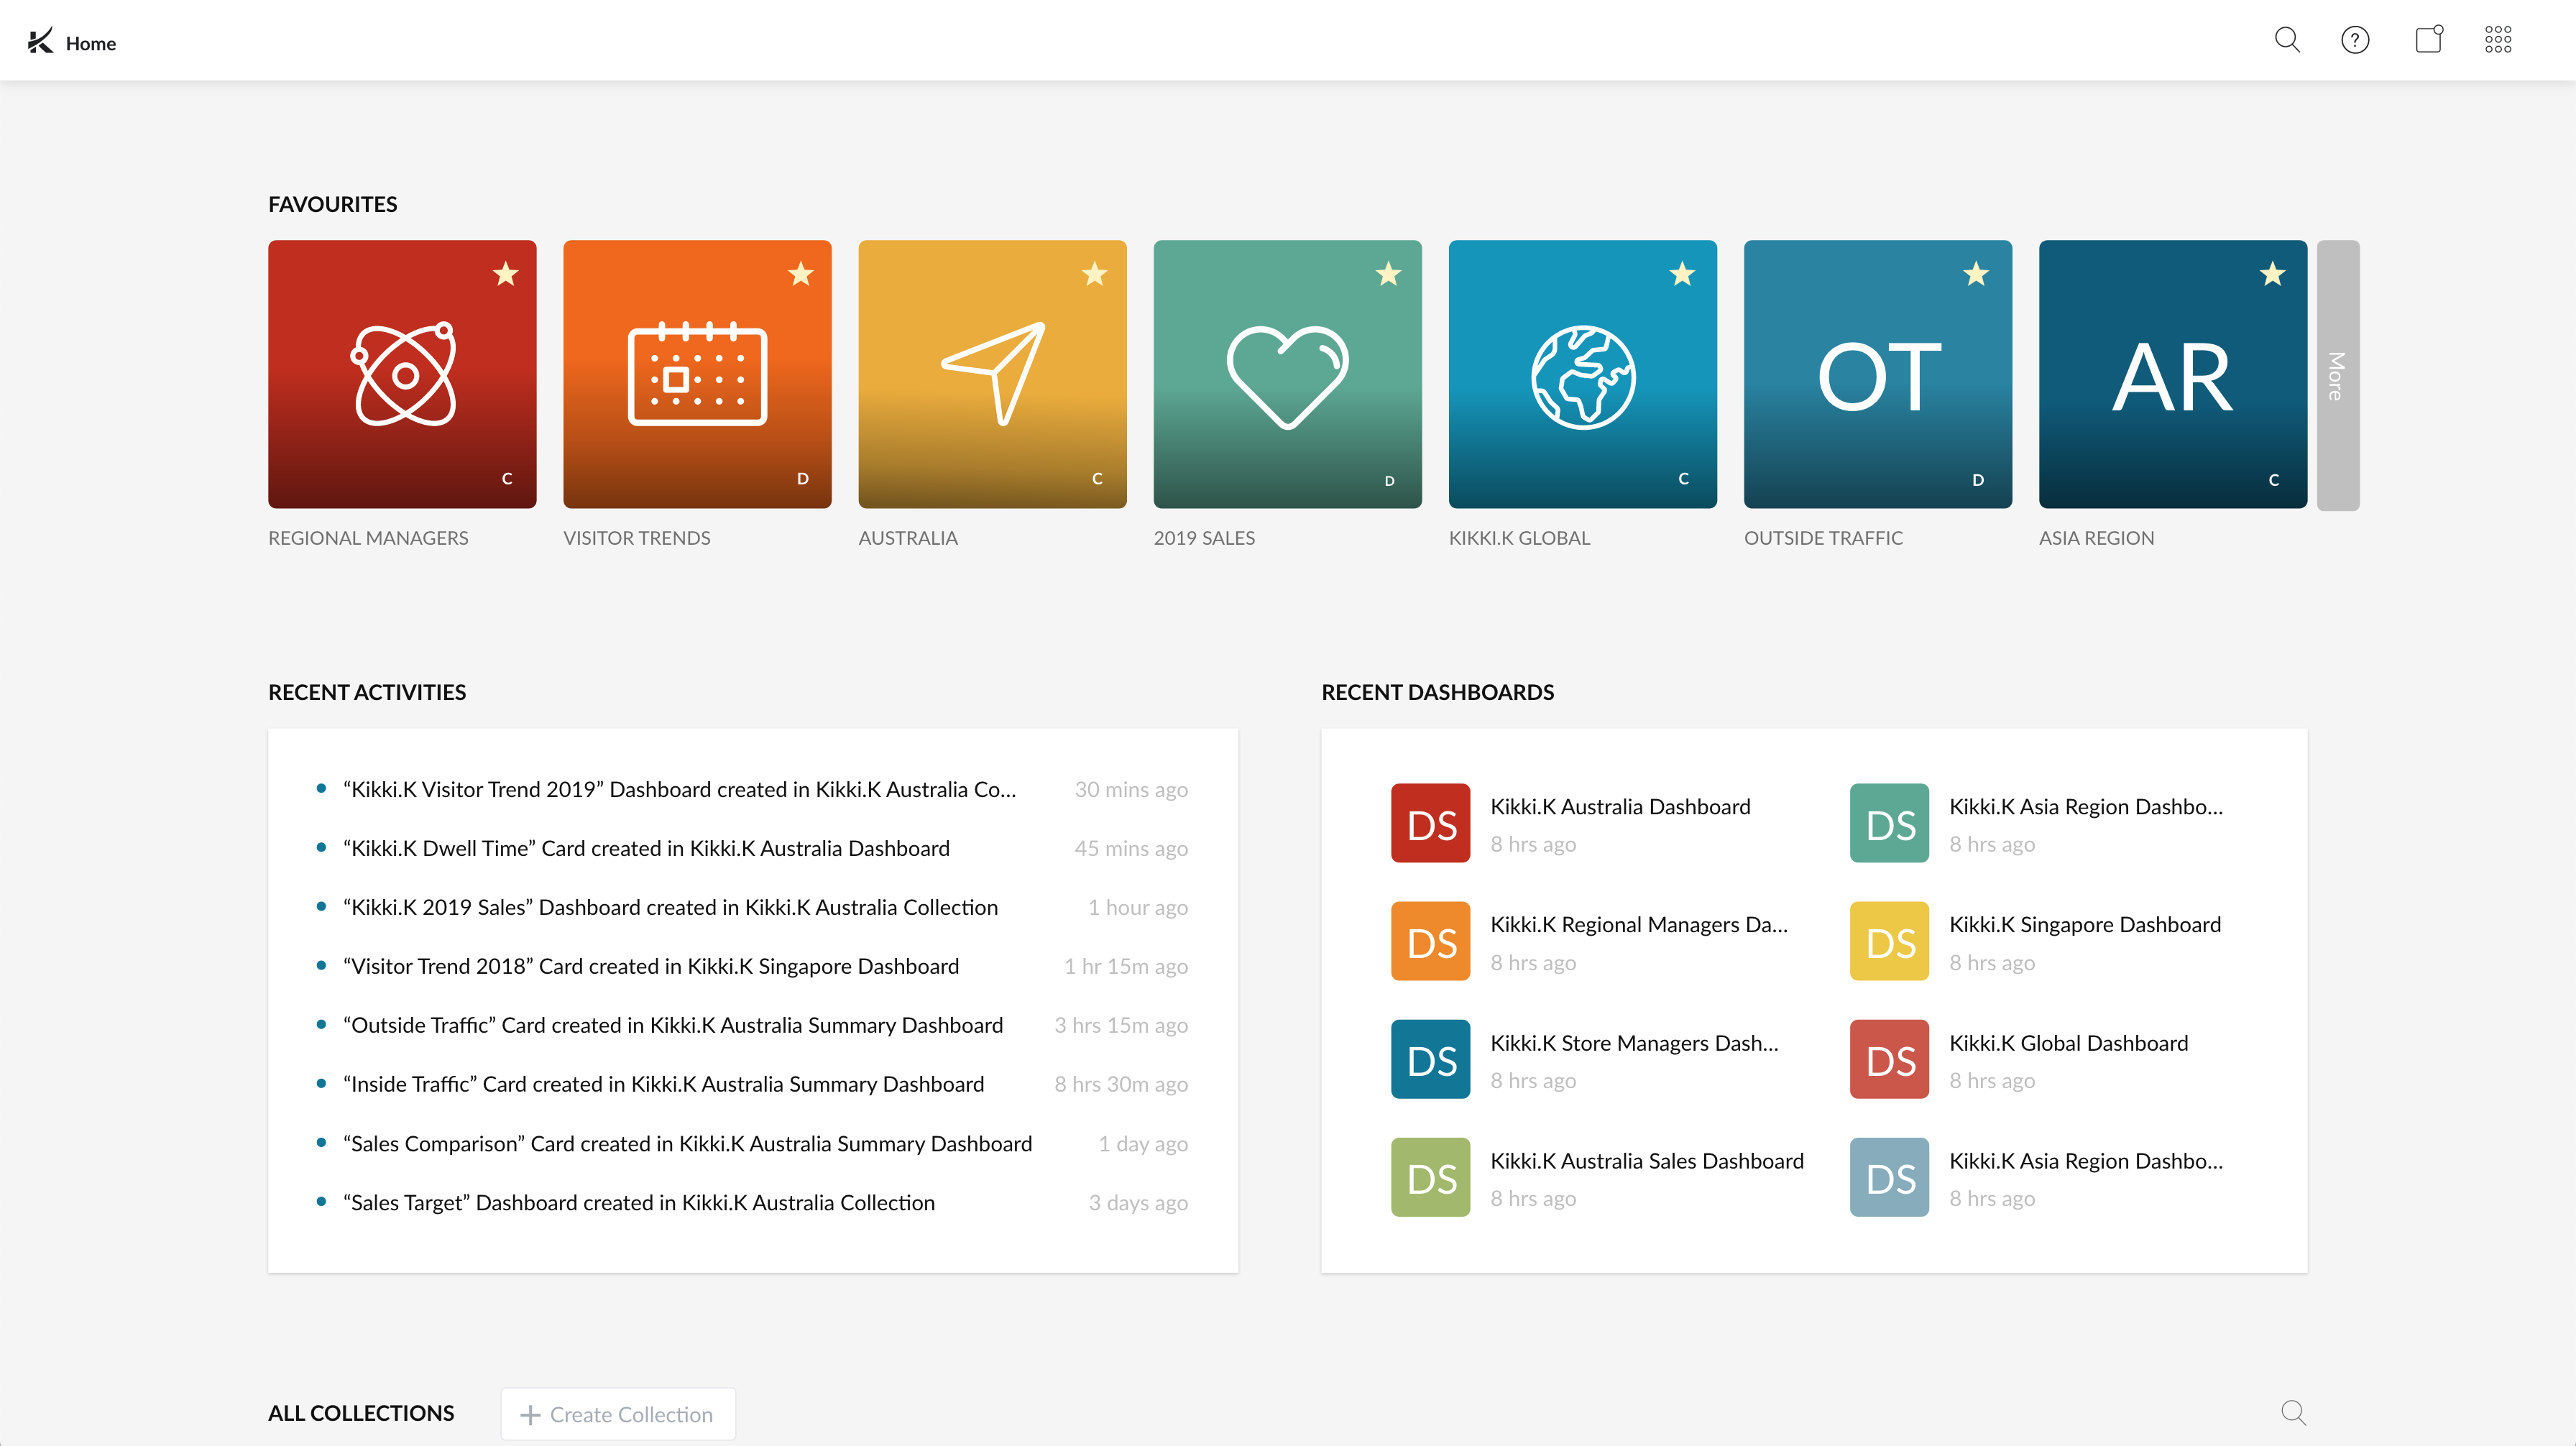 Home
?
FAVOURITES
C
D
C
D
C
OT
D
AR
C
More
REGIONAL MANAGERS
VISITOR TRENDS
AUSTRALIA
2019 SALES
KIKKI.K GLOBAL
OUTSIDE TRAFFIC
ASIA REGION
RECENT ACTIVITIES
“Kikki.K Visitor Trend 2019” Dashboard created in Kikki.K Australia Co... 30 mins ago
“Kikki.K Dwell Time” Card created in Kikki.K Australia Dashboard 45 mins ago
“Kikki.K 2019 Sales” Dashboard created in Kikki.K Australia Collection 1 hour ago
“Visitor Trend 2018” Card created in Kikki.K Singapore Dashboard 1 hr 15m ago
“Outside Traffic” Card created in Kikki.K Australia Summary Dashboard 3 hrs 15m ago
“Inside Traffic” Card created in Kikki.K Australia Summary Dashboard 8 hrs 30m ago
“Sales Comparison” Card created in Kikki.K Australia Summary Dashboard 1 day ago
“Sales Target” Dashboard created in Kikki.K Australia Collection 3 days ago
RECENT DASHBOARDS
DS
Kikki.K Australia Dashboard
8 hrs ago
DS
Kikki.K Asia Region Dashbo...
8 hrs ago
DS
Kikki.K Regional Managers Da...
8 hrs ago
DS
Kikki.K Singapore Dashboard
8 hrs ago
DS
Kikki.K Store Managers Dash...
8 hrs ago
DS
Kikki.K Global Dashboard
8 hrs ago
DS
Kikki.K Australia Sales Dashboard
8 hrs ago
DS
Kikki.K Asia Region Dashbo...
8 hrs ago
ALL COLLECTIONS
+ Create Collection